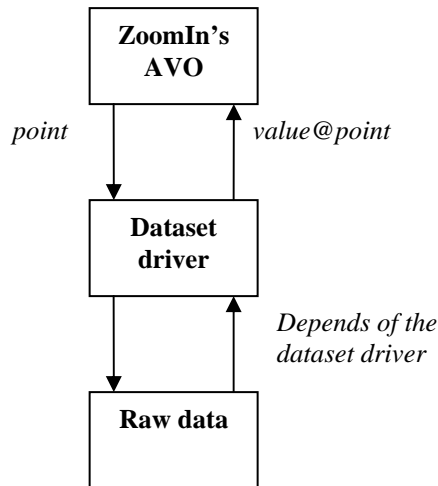 ZoomIn’s
AVO
point
value@point
Dataset
driver
Depends of the
dataset driver
Raw data